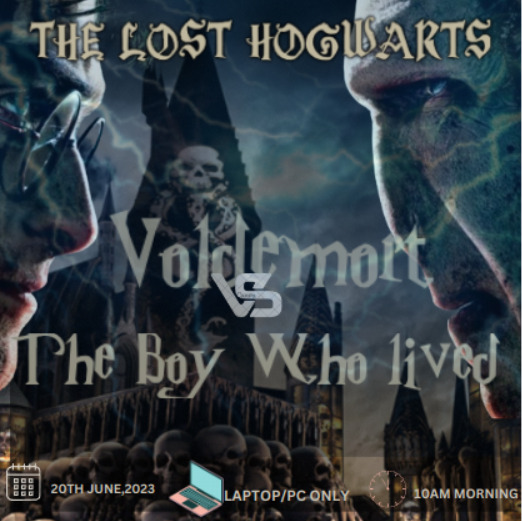 THE LOST HOGWARTS
Voldemort
VS
The Boy Who lived
20TH JUNE,2023
LAPTOP/PC ONLY
10AM MORNING